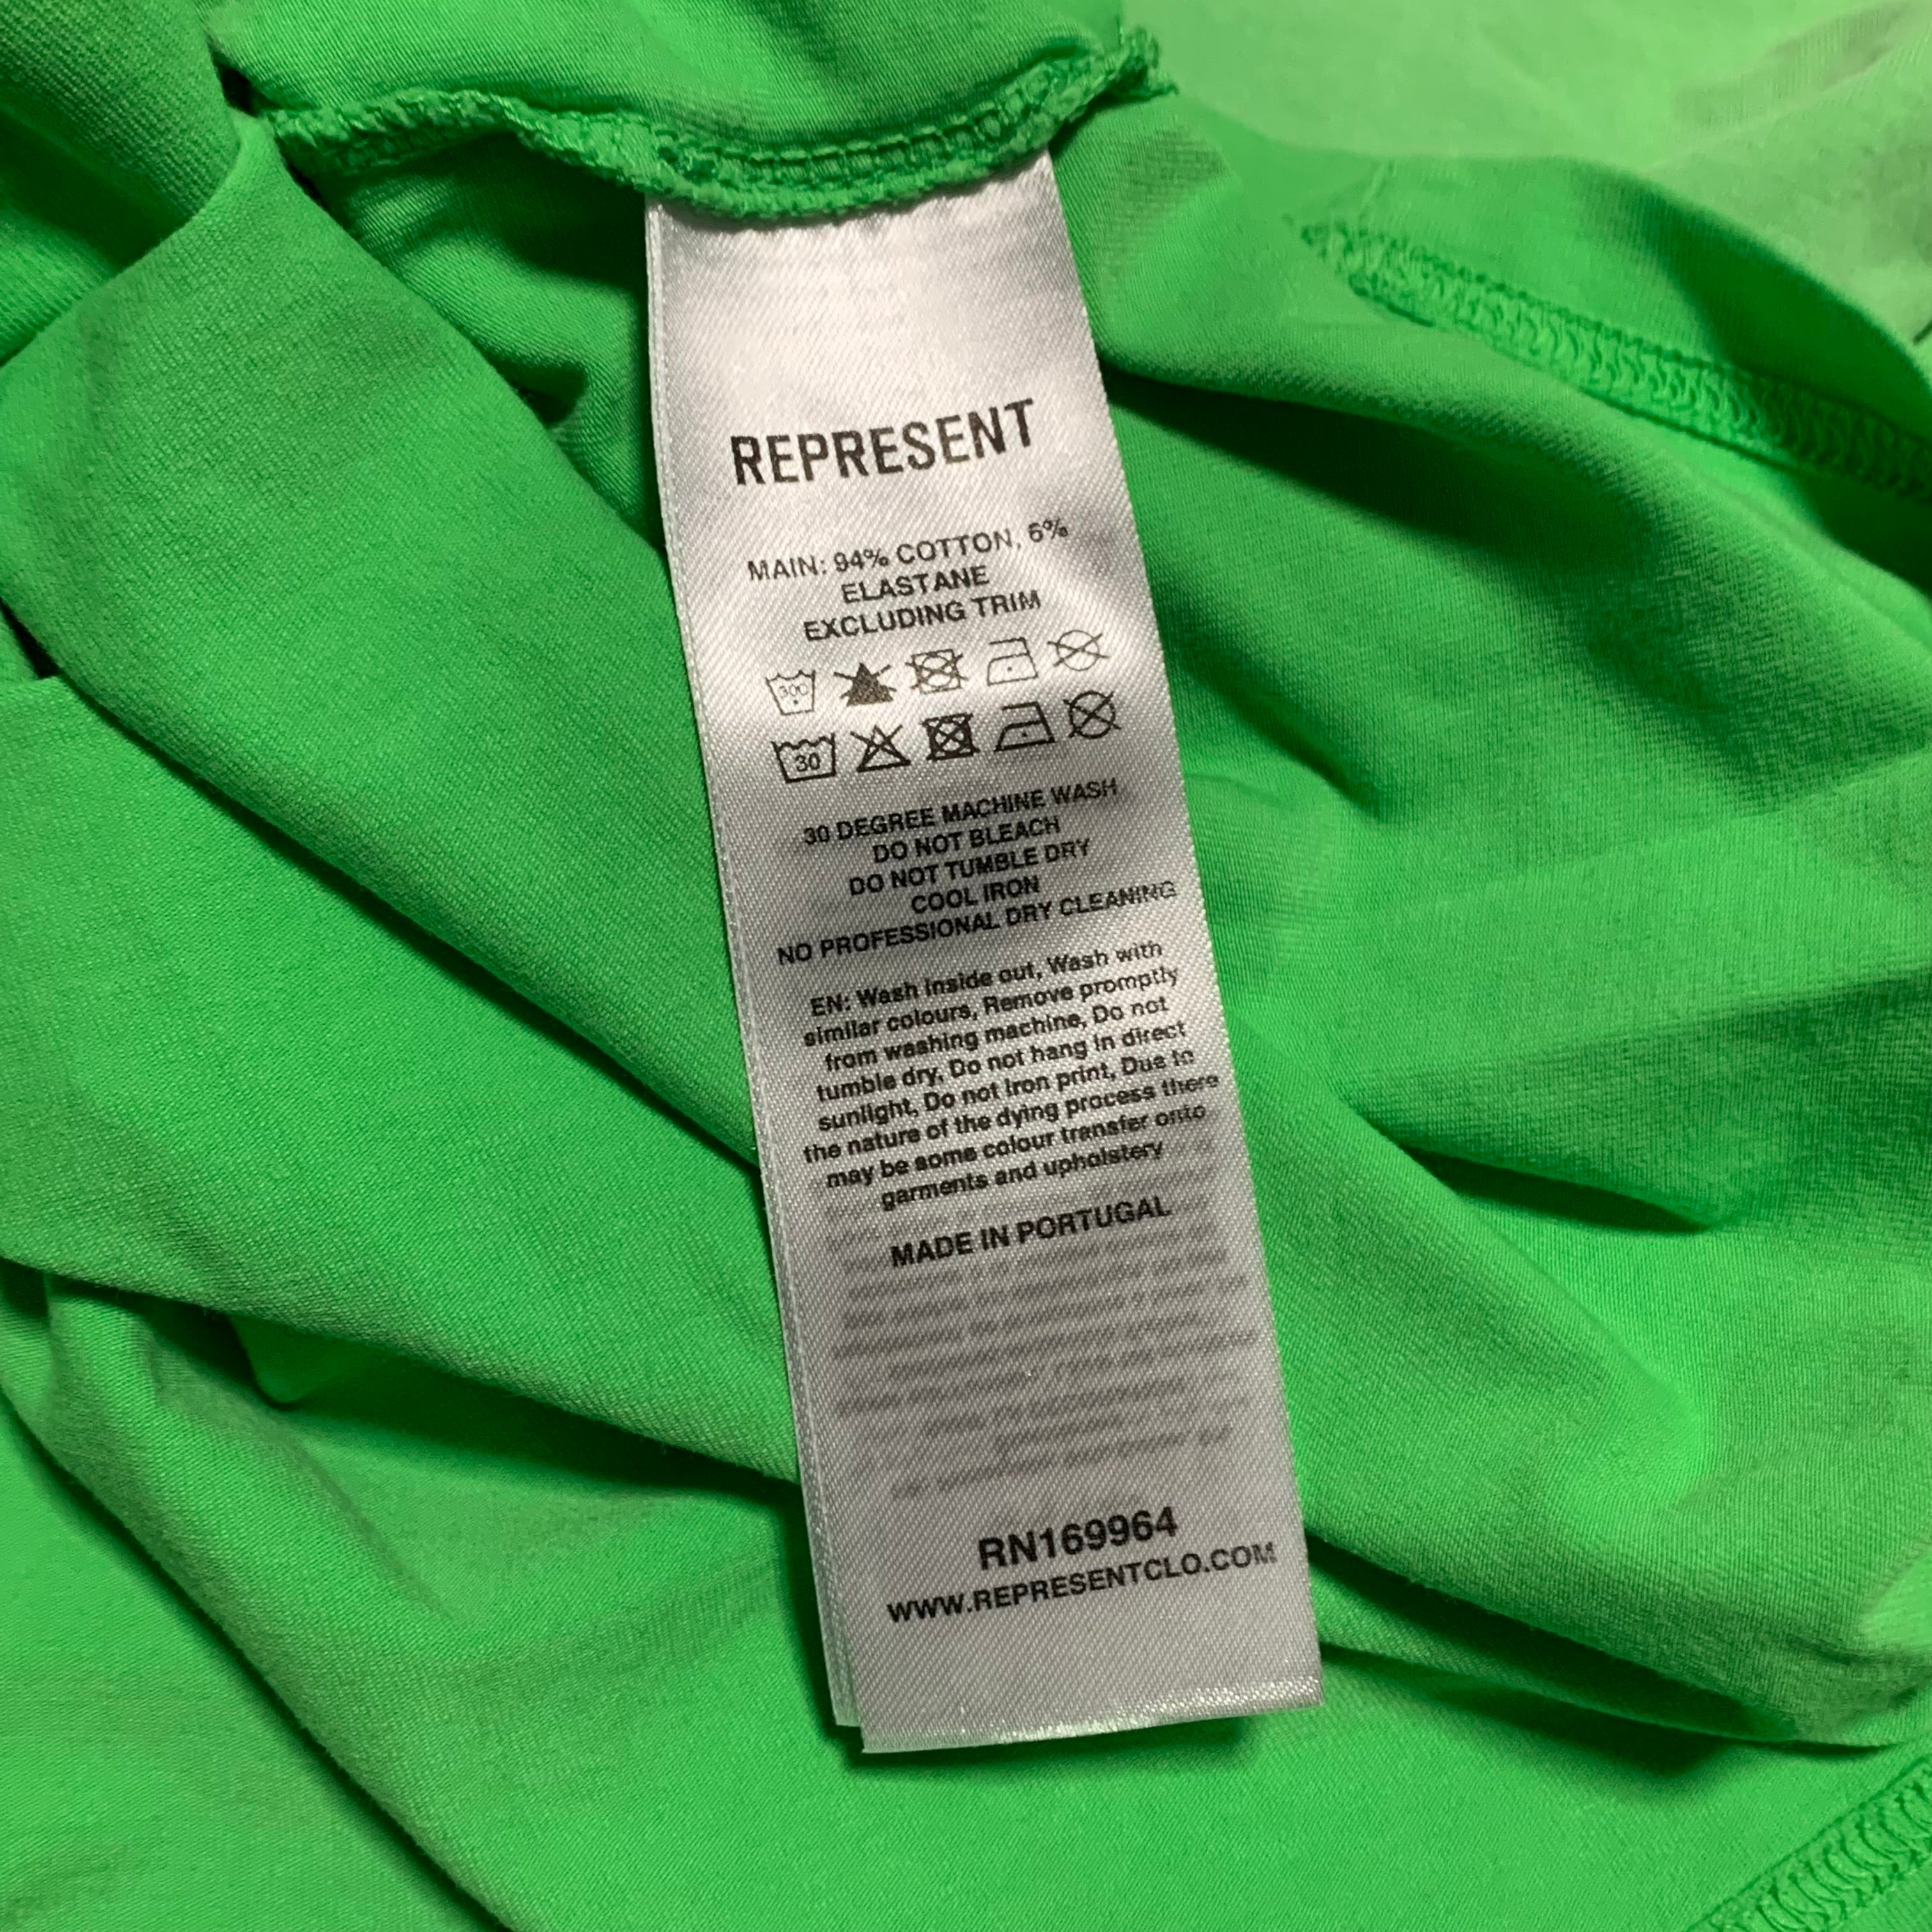 REPRESENT
MAIN: 94% COTTON, 6%
ELASTANE
EXCLUDING TRIM
30C
30
30 DEGREE MACHINE WASH
DO NOT BLEACH
DO NOT TUMBLE DRY
COOL IRON
NO PROFESSIONAL DRY CLEANING
EN: Wash inside out, Wash with
similar colours, Remove promptly
from washing machine, Do not
tumble dry, Do not hang in direct
sunlight, Do not iron print, Due to
the nature of the dying process there
may be some colour transfer onto
garments and upholstery
MADE IN PORTUGAL
RN169964
WWW.REPRESENTCLO.COM